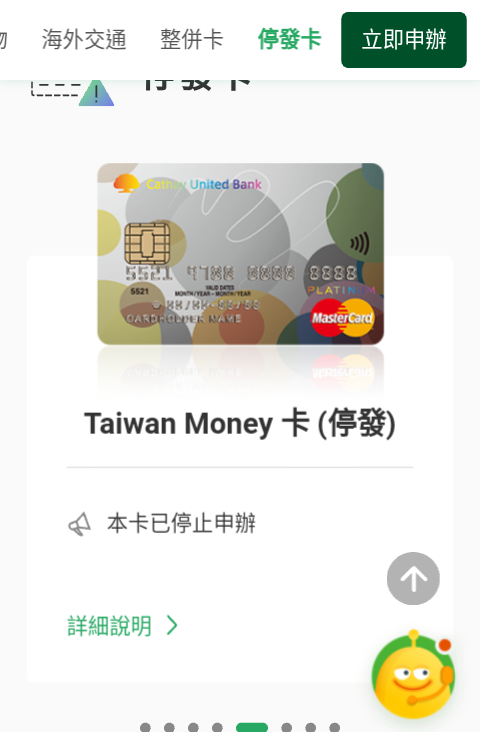 物 海外交通 整併卡 停發卡 立即申辦
停發卡
Cathay United Bank
5521 4700 0000 8888
5521
VALID DATES
MONTH/YEAR - MONTH/YEAR
PLATINUM
CARDHOLDER NAME
MasterCard
Taiwan Money 卡 (停發)
本卡已停止申辦
詳細說明